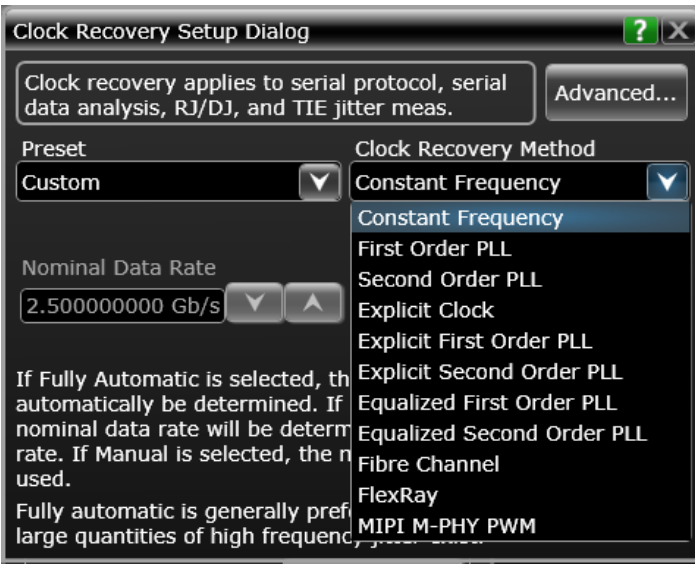 Clock Recovery Setup Dialog
?
X
Clock recovery applies to serial protocol, serial
data analysis, RJ/DJ, and TIE jitter meas.
Advanced...
Preset
Clock Recovery Method
Custom
Constant Frequency
Constant Frequency
First Order PLL
Second Order PLL
Explicit Clock
Explicit First Order PLL
Explicit Second Order PLL
Equalized First Order PLL
Equalized Second Order PLL
Fibre Channel
FlexRay
MIPI M-PHY PWM
Nominal Data Rate
2.500000000 Gb/s
If Fully Automatic is selected, th
automatically be determined. If
nominal data rate will be determ
rate. If Manual is selected, the n
used.
Fully automatic is generally pref
large quantities of high frequency